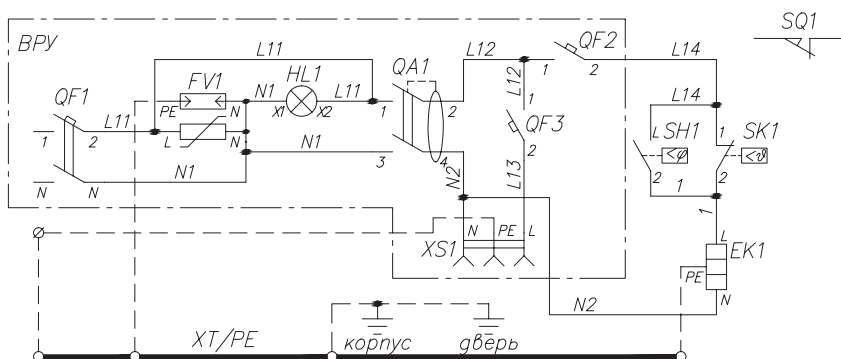 ВРУ
SQ1
L11
L12
QF2
L14
FV1
HL1
QA1
1
2
QF1
N1
L11
L12
1
L14
PE
N
X1
X2
1
2
L11
QF3
1
2
L
N
L
SH1
1
SK1
N1
3
4
2
<φ
<ϑ
N
N
N1
N2
L13
2
1
2
N
PE
L
1
XS1
L
EK1
PE
N2
N
XT/PE
корпус
дверь